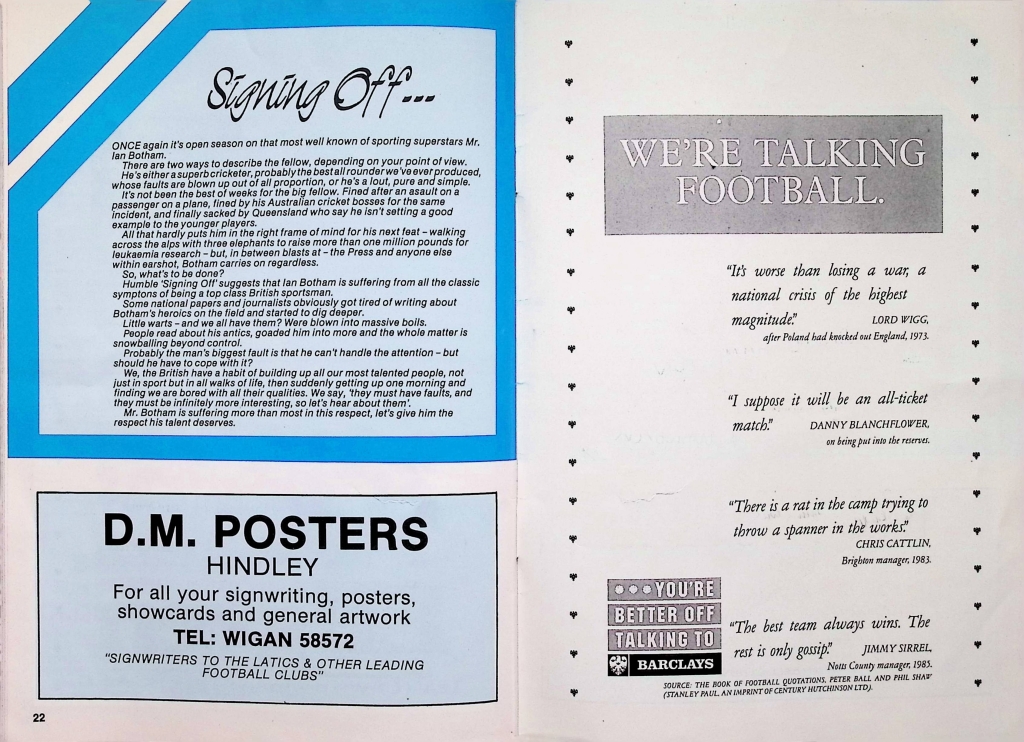 Signing Off...
ONCE again it's open season on that most well known of sporting superstars Mr.
Ian Botham.
There are two ways to describe the fellow, depending on your point of view.
He's either a superb cricketer, probably the best all rounder we've ever produced,
whose faults are blown up out of all proportion, or he's a lout, pure and simple.
It's not been the best of weeks for the big fellow. Fined after an asault on a
passenger on a plane, fined by his Australian cricket bosses for the same
incident, and finally sacked by Queensland who say he isn't setting a good
example to the younger players.
All that hardly puts him in the right frame of mind for his next feat – walking
across the alps with three elephants to raise more than one million pounds for
leukaemia research – but, in between blasts at – the Press and anyone else
within earshot, Botham carries on regardless.
So, what's to be done?
Humble 'Signing Off' suggests that Ian Botham is suffering from all the classic
symptons of being a top class British sportsman.
Some national papers and journalists obviously got tired of writing about
Botham's heroics on the field and started to dig deeper.
Little warts – and we all have them? Were blown into massive boils.
People read about his antics, goaded him into more and the whole matter is
snowballing beyond control.
Probably the man's biggest fault is that he can't handle the attention – but
should he have to cope with it?
We, the British have a habit of building up all our most talented people, not
just in sport but in all walks of life, then suddenly getting up one morning and
finding we are bored with all their qualities. We say, 'they must have faults, and
they must be infinitely more interesting, so let's hear about them'.
Mr. Botham is suffering more than most in this respect, let's give him the
respect his talent deserves.
D.M. POSTERS
HINDLEY
For all your signwriting, posters,
showcards and general artwork
TEL: WIGAN 58572
"SIGNWRITERS TO THE LATICS & OTHER LEADING
FOOTBALL CLUBS"
22
WE'RE TALKING
FOOTBALL.
"It's worse than losing a war, a
national crisis of the highest
magnitude." LORD WIGG,
after Poland had knocked out England, 1973.
"I suppose it will be an all-ticket
match." DANNY BLANCHFLOWER,
on being put into the reserves.
"There is a rat in the camp trying to
throw a spanner in the works."
CHRIS CATTLIN,
Brighton manager, 1983.
"The best team always wins. The
rest is only gossip." JIMMY SIRREL,
Notts County manager, 1985.
...YOU'RE
BETTER OFF
TALKING TO
BARCLAYS
SOURCE: THE BOOK OF FOOTBALL QUOTATIONS, PETER BALL AND PHIL SHAW
(STANLEY PAUL. AN IMPRINT OF CENTURY HUTCHINSON LTD).